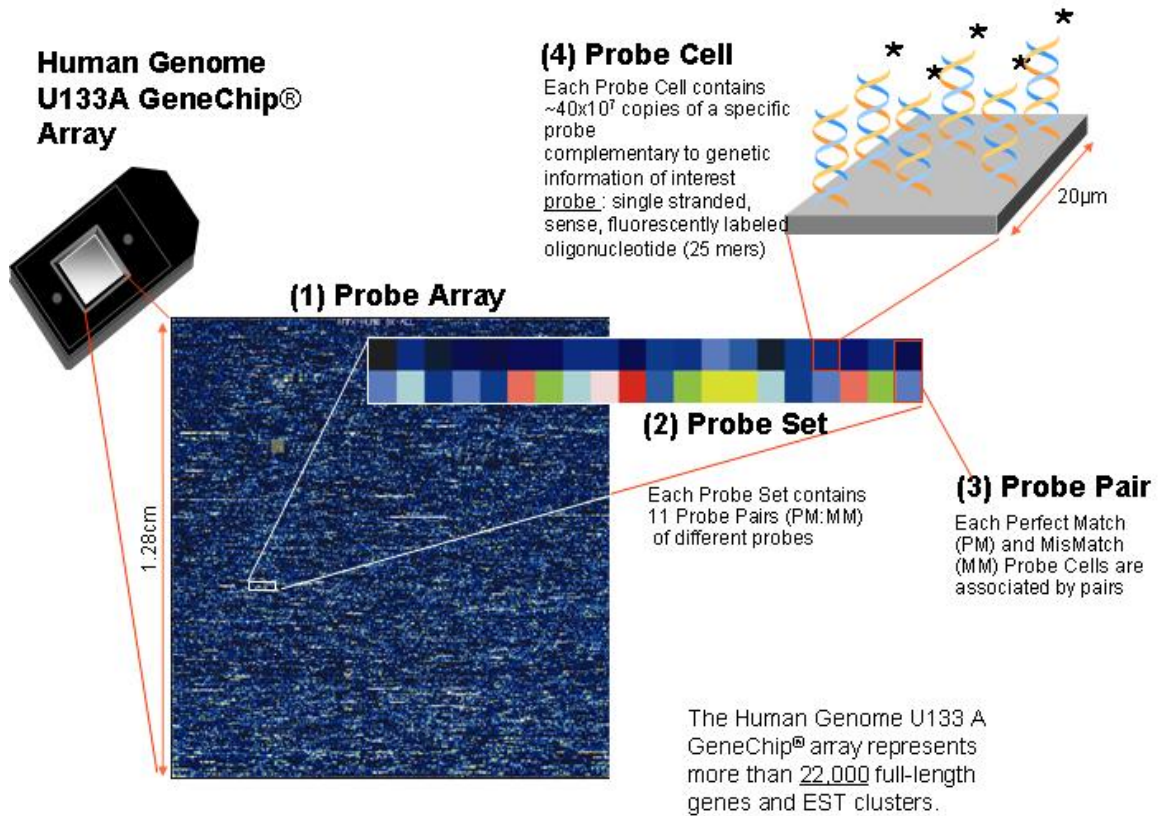 Human Genome
U133A GeneChip®
Array
(4) Probe Cell
Each Probe Cell contains
~40x10⁷ copies of a specific
probe
complementary to genetic
information of interest
probe : single stranded,
sense, fluorescently labeled
oligonucleotide (25 mers)
* * * * *
20µm
(1) Probe Array
1.28cm
(2) Probe Set
Each Probe Set contains
11 Probe Pairs (PM:MM)
of different probes
(3) Probe Pair
Each Perfect Match
(PM) and MisMatch
(MM) Probe Cells are
associated by pairs
The Human Genome U133 A
GeneChip® array represents
more than 22,000 full-length
genes and EST clusters.